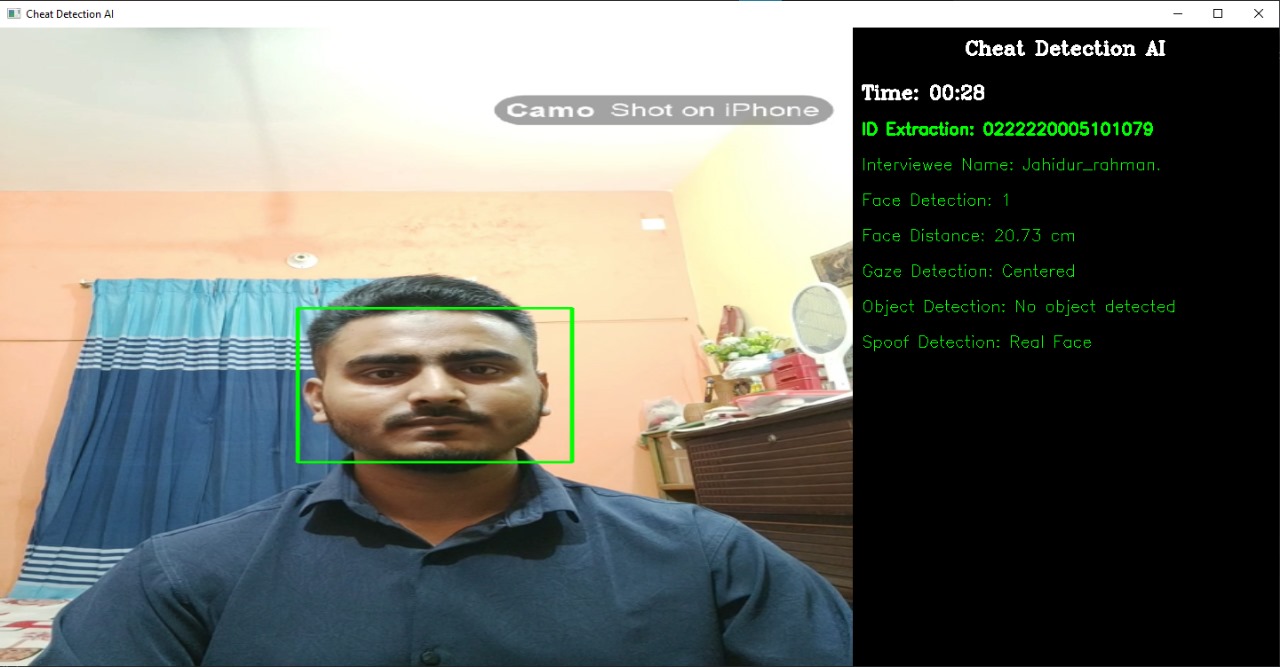 Cheat Detection AI
Camo Shot on iPhone
Cheat Detection AI
Time: 00:28
ID Extraction: 0222220005101079
Interviewee Name: Jahidur_rahman.
Face Detection: 1
Face Distance: 20.73 cm
Gaze Detection: Centered
Object Detection: No object detected
Spoof Detection: Real Face